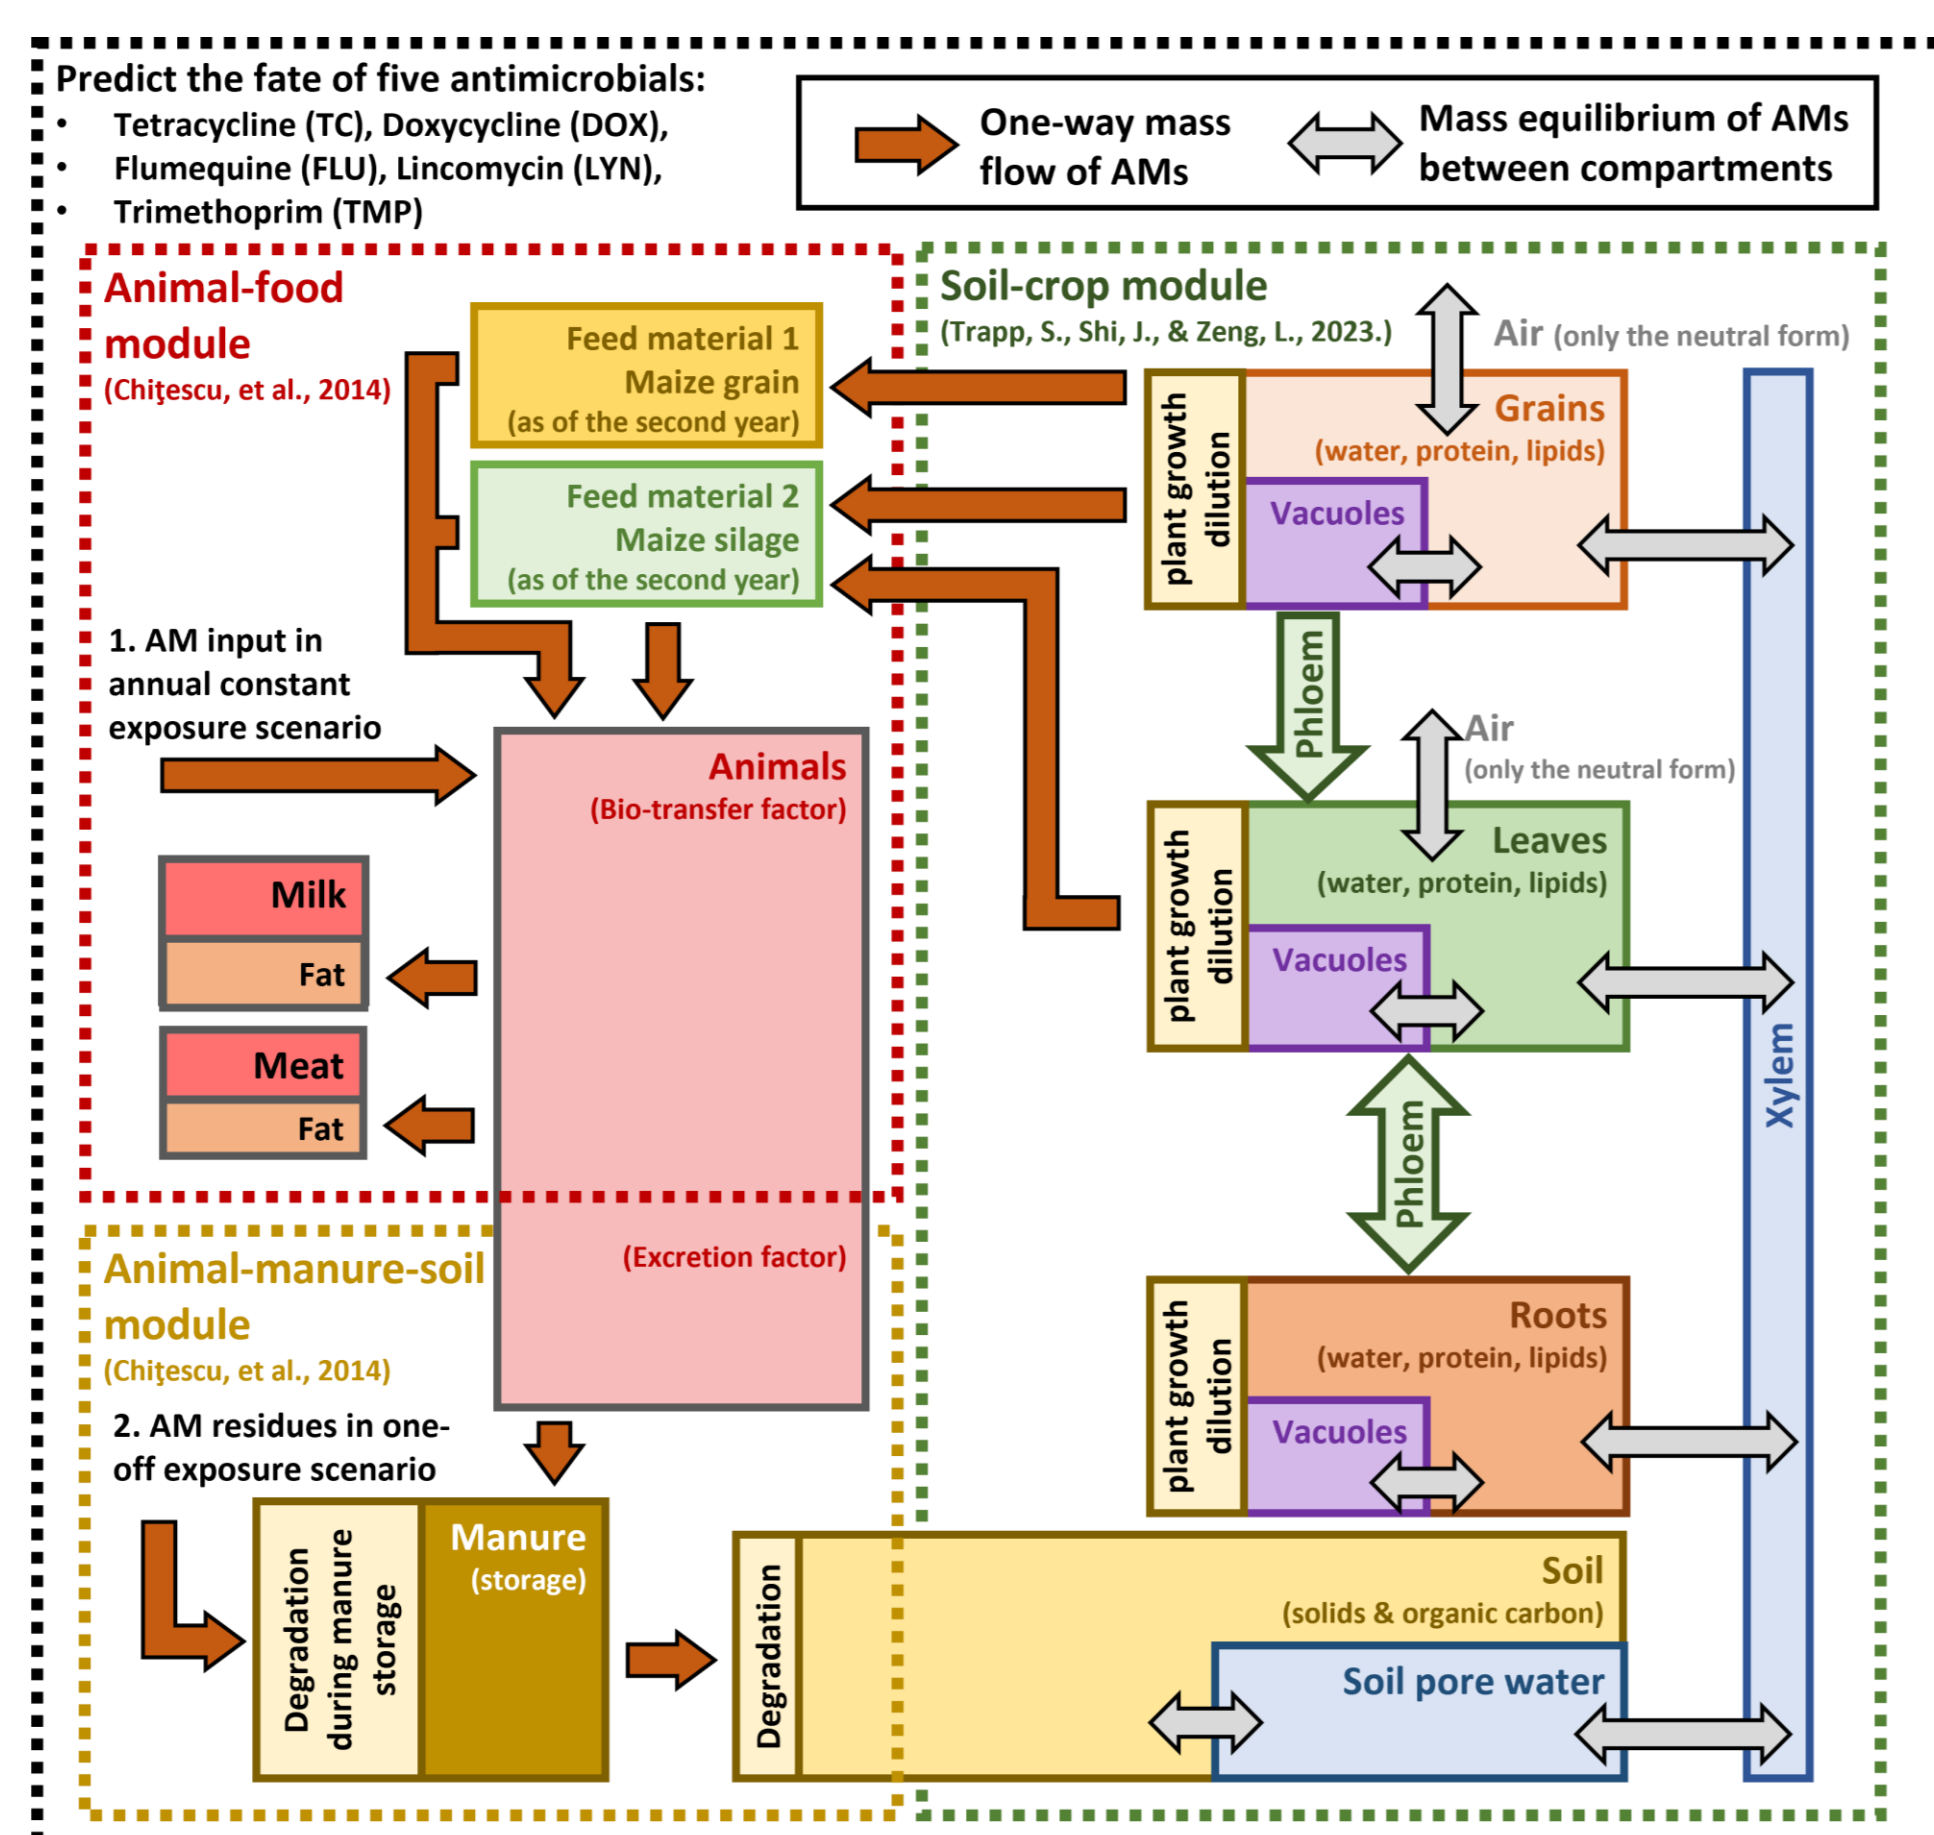 Predict the fate of five antimicrobials:
• Tetracycline (TC), Doxycycline (DOX),
• Flumequine (FLU), Lincomycin (LYN),
• Trimethoprim (TMP)
One-way mass
flow of AMs
Mass equilibrium of AMs
between compartments
Animal-food
module
(Chiţescu, et al., 2014)
Feed material 1
Maize grain
(as of the second year)
Feed material 2
Maize silage
(as of the second year)
1. AM input in
annual constant
exposure scenario
Animals
(Bio-transfer factor)
Milk
Fat
Meat
Fat
(Excretion factor)
Animal-manure-soil
module
(Chiţescu, et al., 2014)
2. AM residues in one-
off exposure scenario
Degradation
during manure
storage
Manure
(storage)
Soil-crop module
(Trapp, S., Shi, J., & Zeng, L., 2023.)
Air (only the neutral form)
plant growth
dilution
Grains
(water, protein, lipids)
Vacuoles
Phloem
Air
(only the neutral form)
plant growth
dilution
Leaves
(water, protein, lipids)
Vacuoles
Xylem
Phloem
plant growth
dilution
Roots
(water, protein, lipids)
Vacuoles
Degradation
Soil
(solids & organic carbon)
Soil pore water